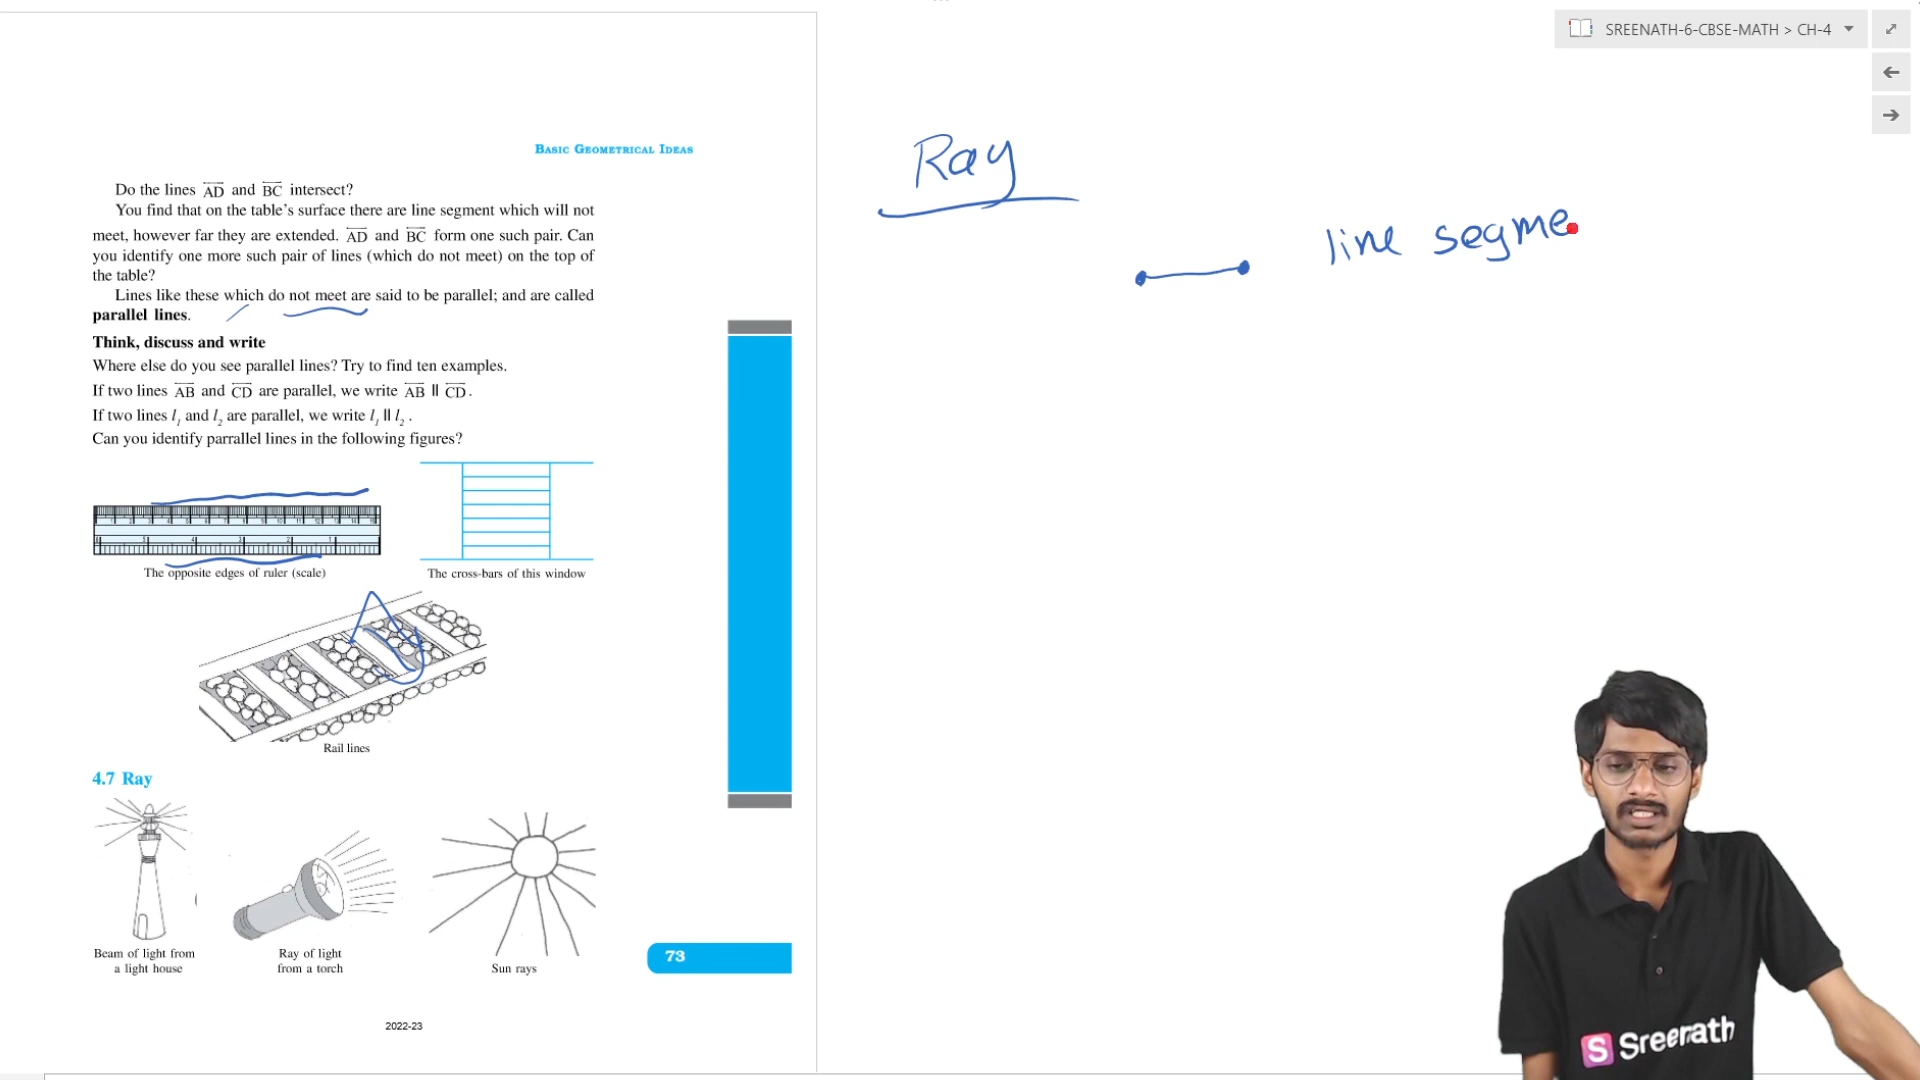 SREENATH-6-CBSE-MATH > CH-4
BASIC GEOMETRICAL IDEAS
Do the lines AD and BC intersect?
You find that on the table's surface there are line segment which will not
meet, however far they are extended. AD and BC form one such pair. Can
you identify one more such pair of lines (which do not meet) on the top of
the table?
Lines like these which do not meet are said to be parallel; and are called
parallel lines.
Think, discuss and write
Where else do you see parallel lines? Try to find ten examples.
If two lines AB and CD are parallel, we write AB || CD.
If two lines l1 and l2 are parallel, we write l1 || l2.
Can you identify parrallel lines in the following figures?
The opposite edges of ruler (scale)
The cross-bars of this window
Rail lines
4.7 Ray
Beam of light from
a light house
Ray of light
from a torch
Sun rays
73
2022-23
Ray
line segme
Sreenath